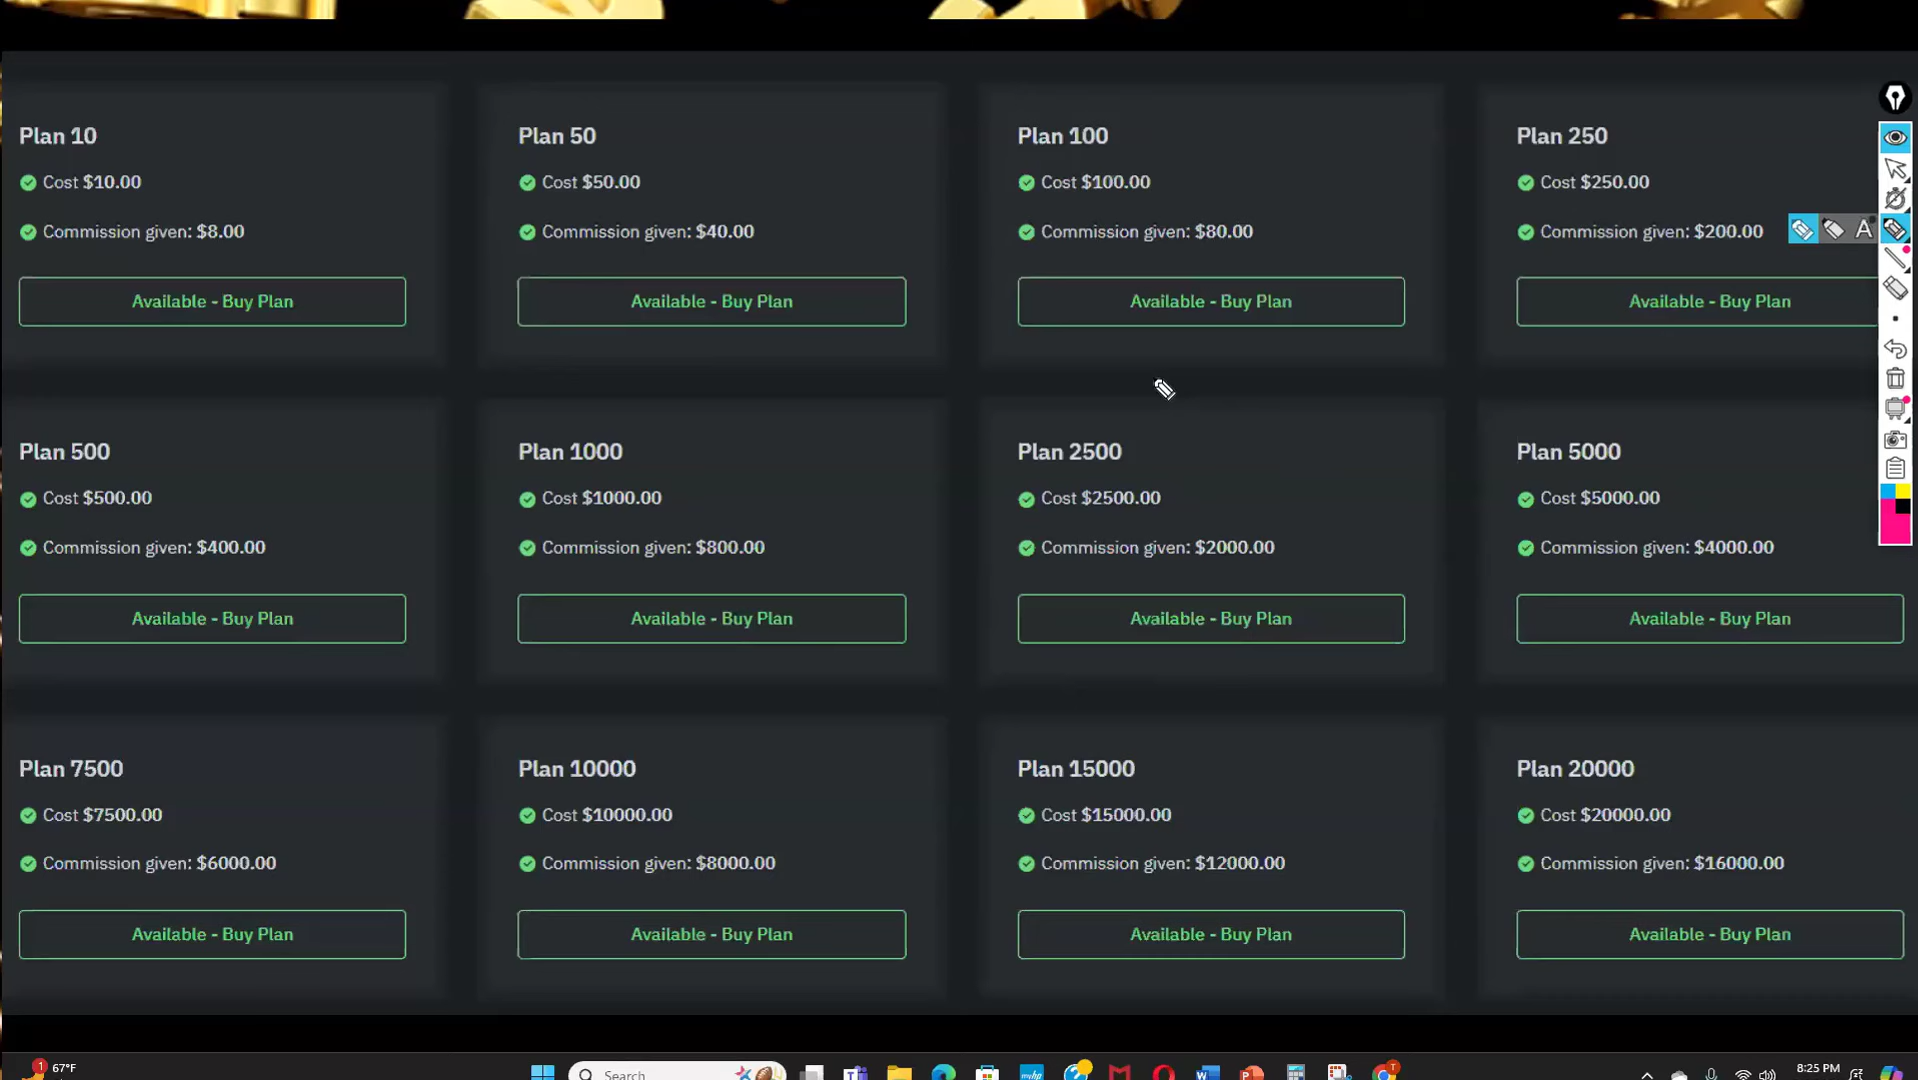 Plan 10
Cost $10.00
Commission given: $8.00
Available - Buy Plan
Plan 50
Cost $50.00
Commission given: $40.00
Available - Buy Plan
Plan 100
Cost $100.00
Commission given: $80.00
Available - Buy Plan
Plan 250
Cost $250.00
Commission given: $200.00
Available - Buy Plan
A
Plan 500
Cost $500.00
Commission given: $400.00
Available - Buy Plan
Plan 1000
Cost $1000.00
Commission given: $800.00
Available - Buy Plan
Plan 2500
Cost $2500.00
Commission given: $2000.00
Available - Buy Plan
Plan 5000
Cost $5000.00
Commission given: $4000.00
Available - Buy Plan
Plan 7500
Cost $7500.00
Commission given: $6000.00
Available - Buy Plan
Plan 10000
Cost $10000.00
Commission given: $8000.00
Available - Buy Plan
Plan 15000
Cost $15000.00
Commission given: $12000.00
Available - Buy Plan
Plan 20000
Cost $20000.00
Commission given: $16000.00
Available - Buy Plan
1
67°F
Search
mhp
8:25 PM